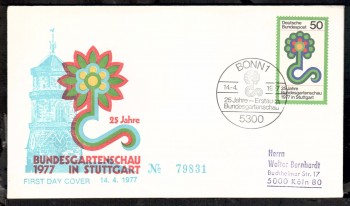 25 Jahre
BUNDESGARTENSCHAU
1977 IN STUTTGART
FIRST DAY COVER 14. 4. 1977
№ 79831
BONN 1
14.-4.
25 Jahre - Erste
Bundesgartenschau
5300
Deutsche
Bundespost
50
25 Jahre
Bundesgartenschau
1977 in Stuttgart
Herrn
Walter Bernhardt
5000 Köln 80